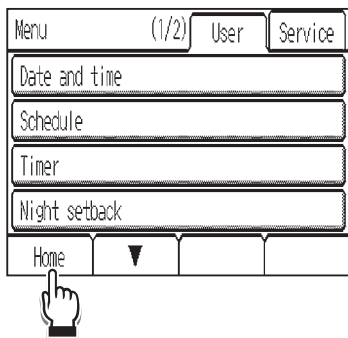 Menu (1/2) User Service
Date and time
Schedule
Timer
Night setback
Home ▼